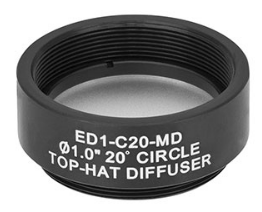 ED1-C20-MD
Ø1.0" 20° CIRCLE
TOP-HAT DIFFUSER